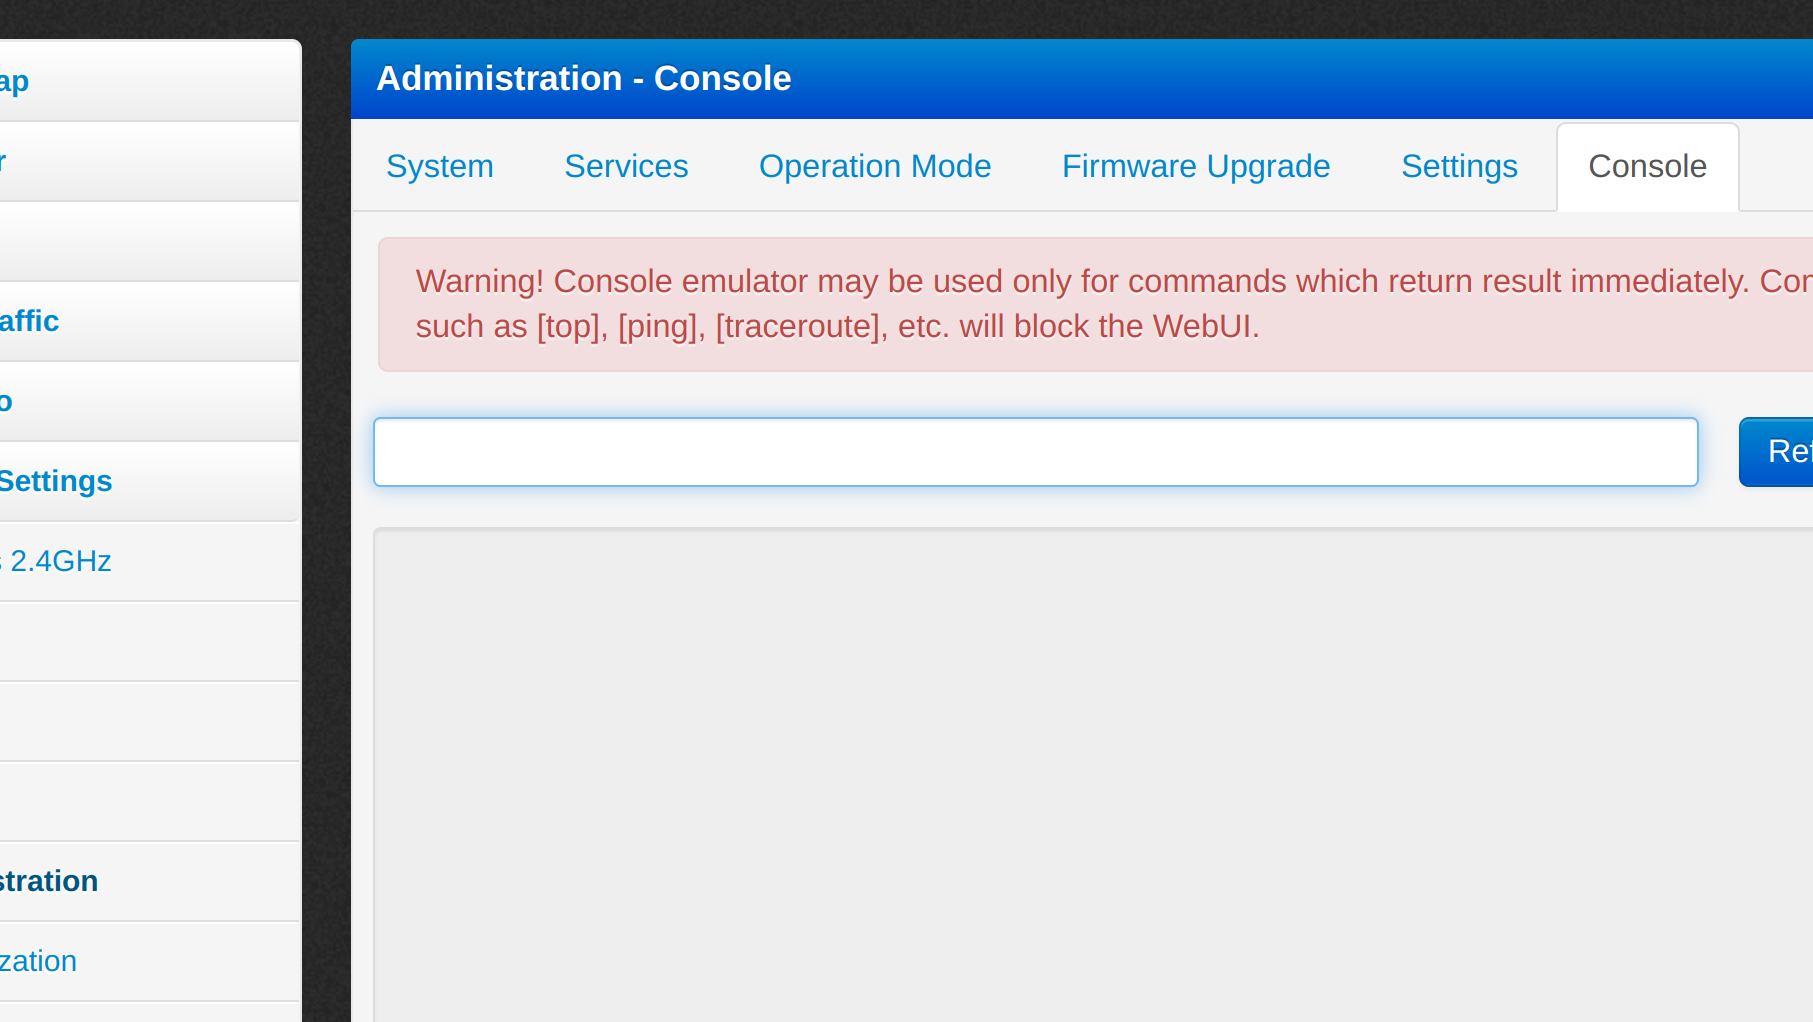 ap
r
affic
o
Settings
s 2.4GHz
stration
zation
Administration - Console
System Services Operation Mode Firmware Upgrade Settings Console
Warning! Console emulator may be used only for commands which return result immediately. Com
such as [top], [ping], [traceroute], etc. will block the WebUI.
Ref